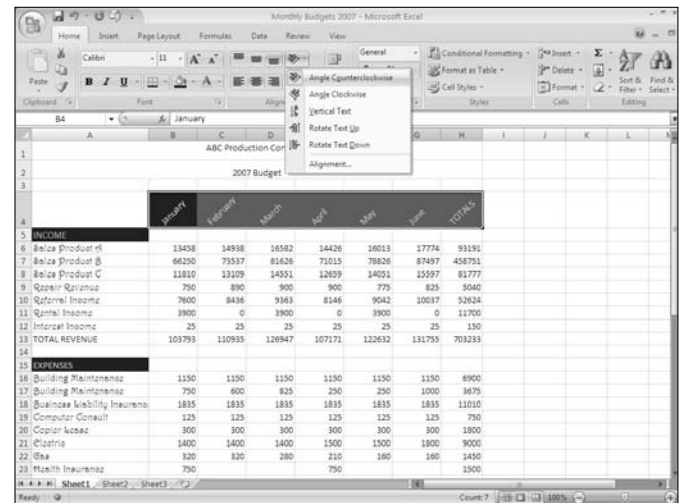 Monthly Budgets 2007 - Microsoft Excel
Home Insert Page Layout Formulas Data Review View
Calibri 11 A A General Conditional Formatting Insert Σ
Format as Table Delete
Paste B I U A Cell Styles Format Sort & Filter Find & Select
Clipboard Font Alignm Styles Cells Editing
Angle Counterclockwise
Angle Clockwise
Vertical Text
Rotate Text Up
Rotate Text Down
Alignment...
B4 fx January
A B C D G H I J K L
1 ABC Production Con
2 2007 Budget
3
4 January February March April May June TOTALS
5 INCOME
6 Sales Product A 13458 14938 16582 14426 16013 17774 93191
7 Sales Product B 66250 73537 81626 71015 78826 87497 458751
8 Sales Product C 11810 13109 14551 12659 14051 15597 81777
9 Repair Revenue 750 890 900 900 775 825 5040
10 Referral Income 7600 8436 9363 8146 9042 10037 52624
11 Rental Income 3900 0 3900 0 3900 0 11700
12 Interest Income 25 25 25 25 25 25 150
13 TOTAL REVENUE 103793 110935 126947 107171 122632 131755 703233
14
15 EXPENSES
16 Building Maintenance 1150 1150 1150 1150 1150 1150 6900
17 Building Maintenance 750 600 825 250 250 1000 3675
18 Business Liability Insurans 1835 1835 1835 1835 1835 1835 11010
19 Computer Consult 125 125 125 125 125 125 750
20 Copier Lease 300 300 300 300 300 300 1800
21 Electric 1400 1400 1400 1500 1500 1800 9000
22 Gas 320 320 280 210 160 160 1450
23 Health Insurance 750 750 1500
Sheet1 Sheet2 Sheet3
Ready Count: 7 100%